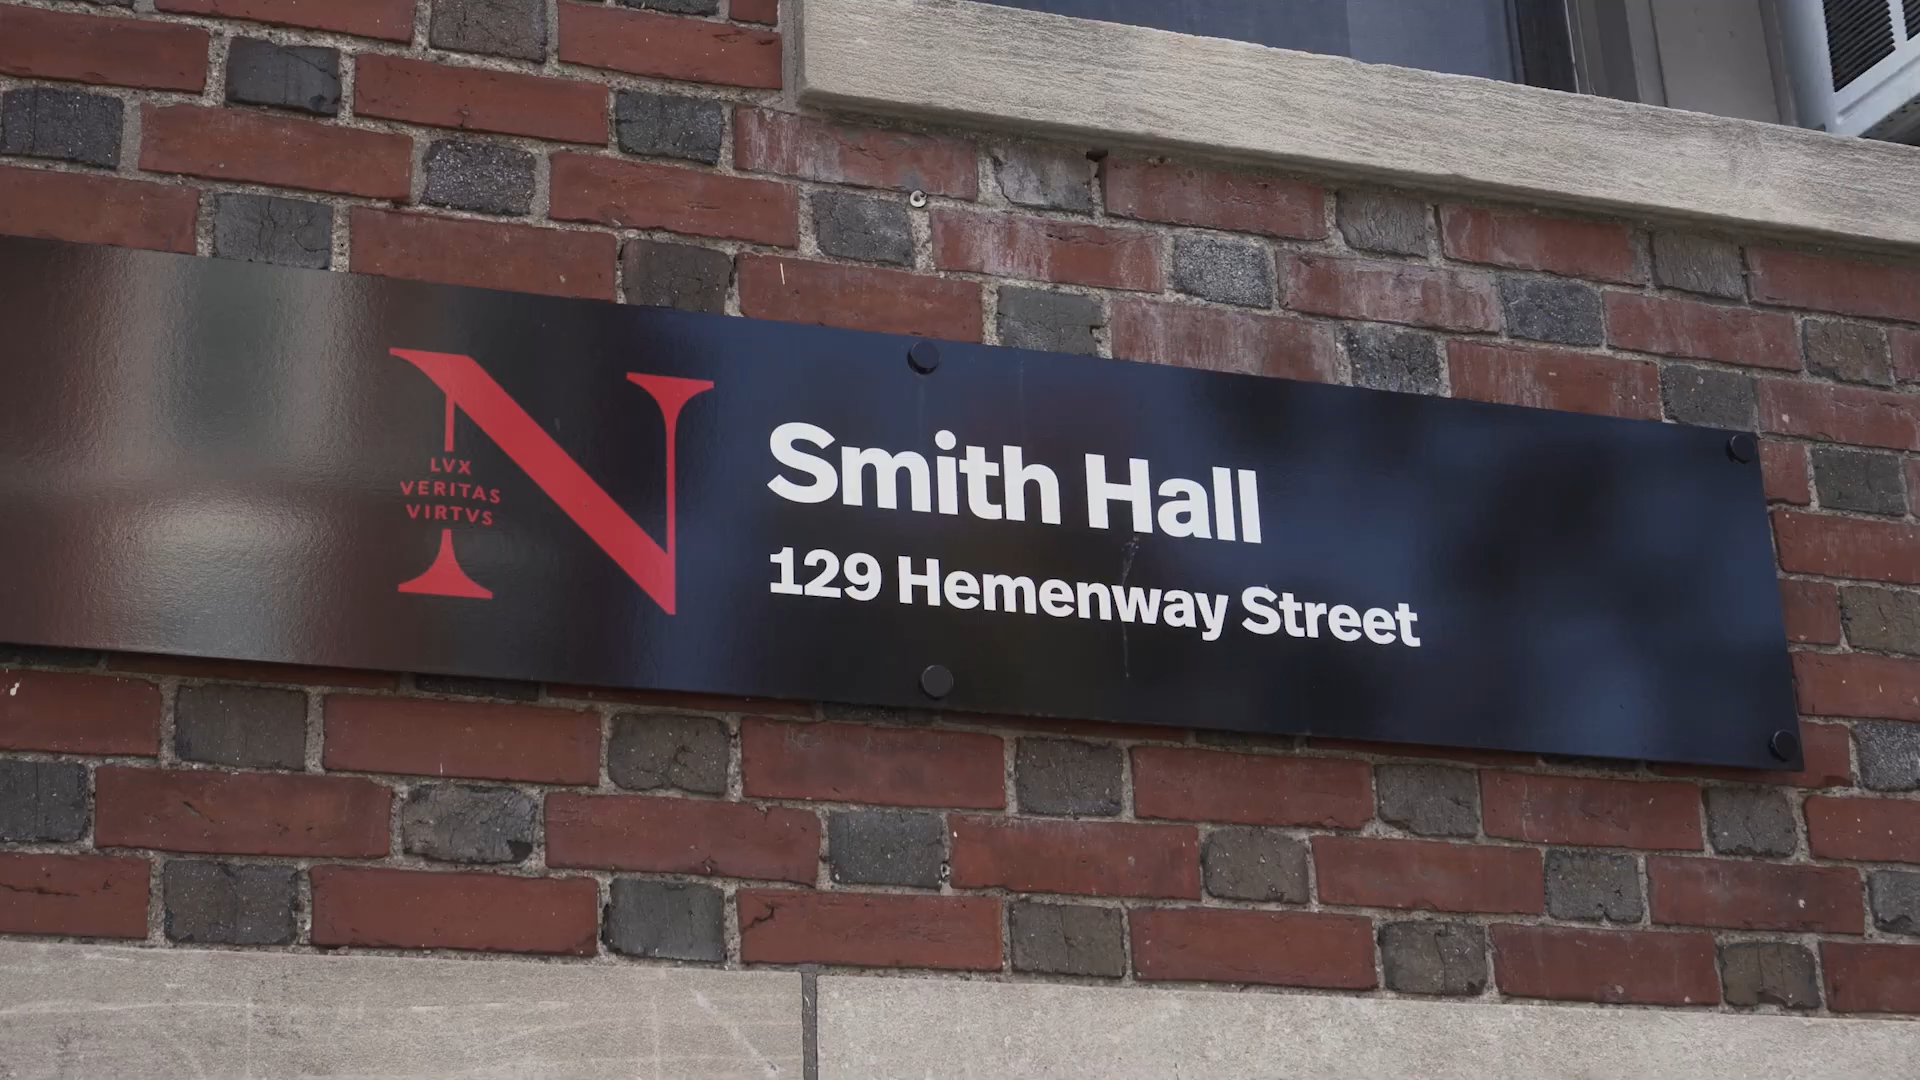 N
LVX
VERITAS
VIRTVS
Smith Hall
129 Hemenway Street